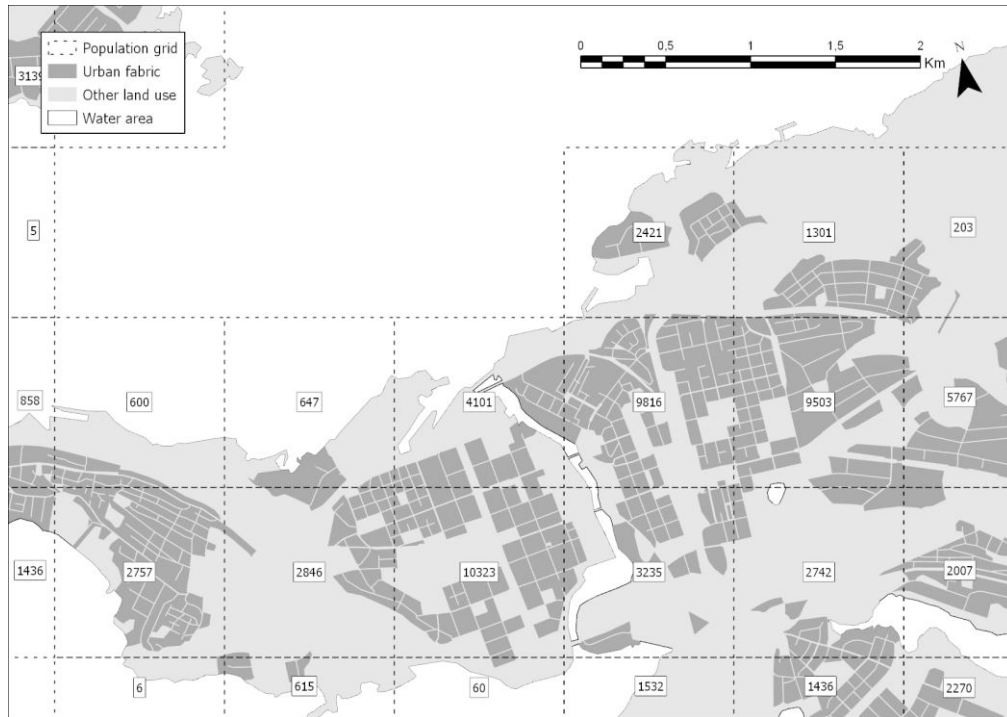 0 0,5 1 1,5 2
Km
N
Population grid
Urban fabric
Other land use
Water area
3139
5 2421 1301 203
858 600 647 4101 9816 9503 5767
1436 2757 2846 10323 3235 2742 2007
6 615 60 1532 1436 2270